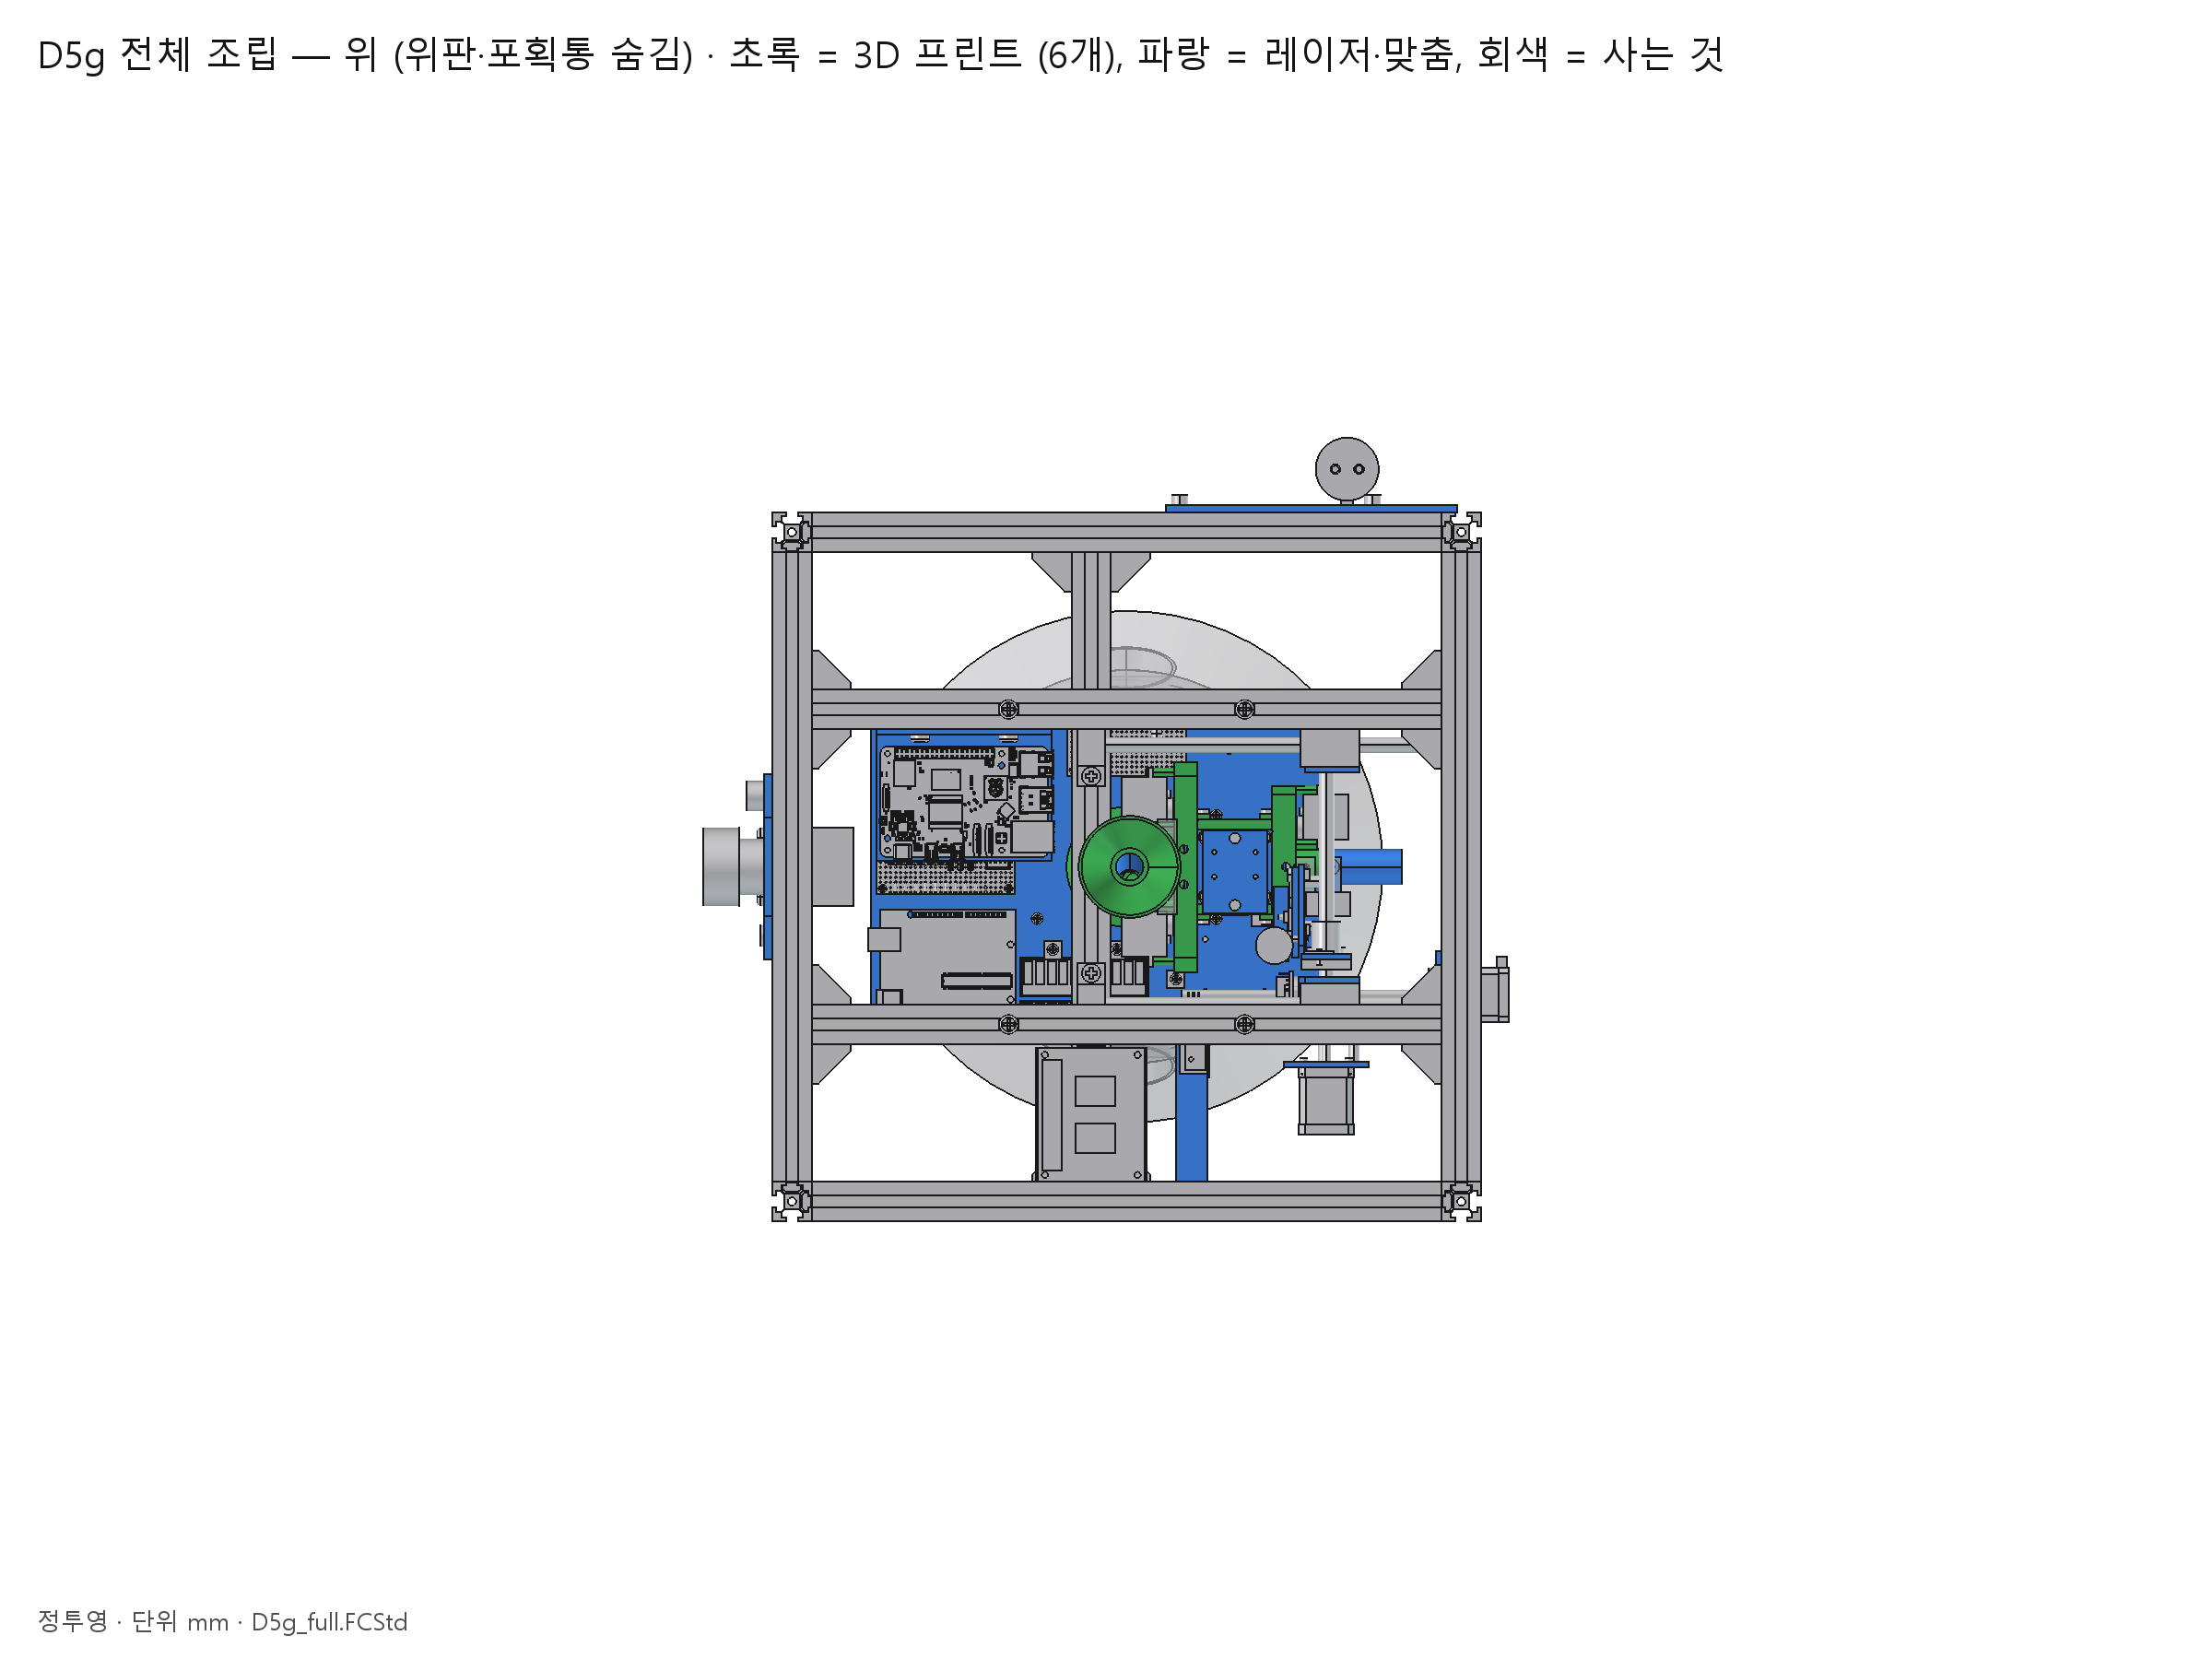 D5g 전체 조립 — 위 (위판·포획통 숨김) · 초록 = 3D 프린트 (6개), 파랑 = 레이저·맞춤, 회색 = 사는 것
정투영 · 단위 mm · D5g_full.FCStd